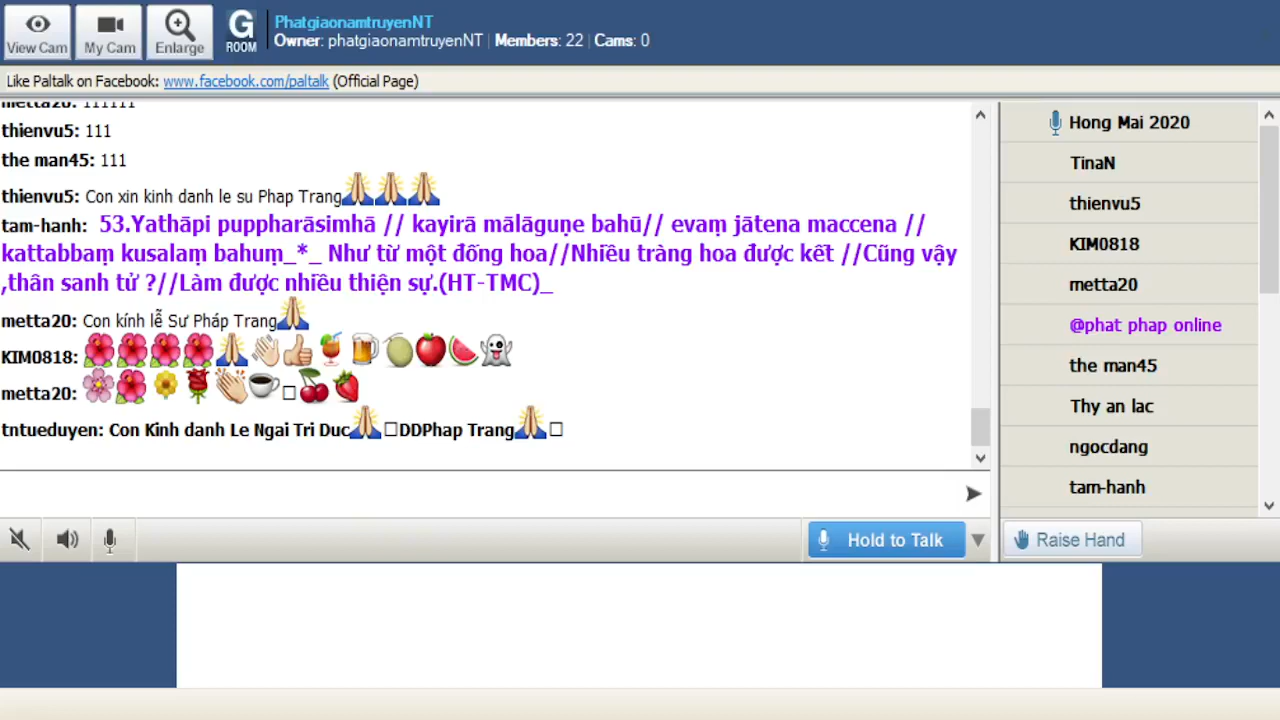 View Cam
My Cam
Enlarge
G
ROOM
PhatgiaonamtruyenNT
Owner: phatgiaonamtruyenNT | Members: 22 | Cams: 0
Like Paltalk on Facebook: www.facebook.com/paltalk (Official Page)
metta20: 111111
thienvu5: 111
the man45: 111
thienvu5: Con xin kinh danh le su Phap Trang
tam-hanh: 53.Yathāpi puppharāsimhā // kayirā mālāguṇe bahū// evaṃ jātena maccena //
kattabbaṃ kusalaṃ bahuṃ_*_ Như từ một đống hoa//Nhiều tràng hoa được kết //Cũng vậy
,thân sanh tử ?//Làm được nhiều thiện sự.(HT-TMC)_
metta20: Con kính lễ Sư Pháp Trang
KIM0818:
metta20:
tntueduyen: Con Kinh danh Le Ngai Tri Duc DDPhap Trang
Hold to Talk
Hong Mai 2020
TinaN
thienvu5
KIM0818
metta20
@phat phap online
the man45
Thy an lac
ngocdang
tam-hanh
Raise Hand